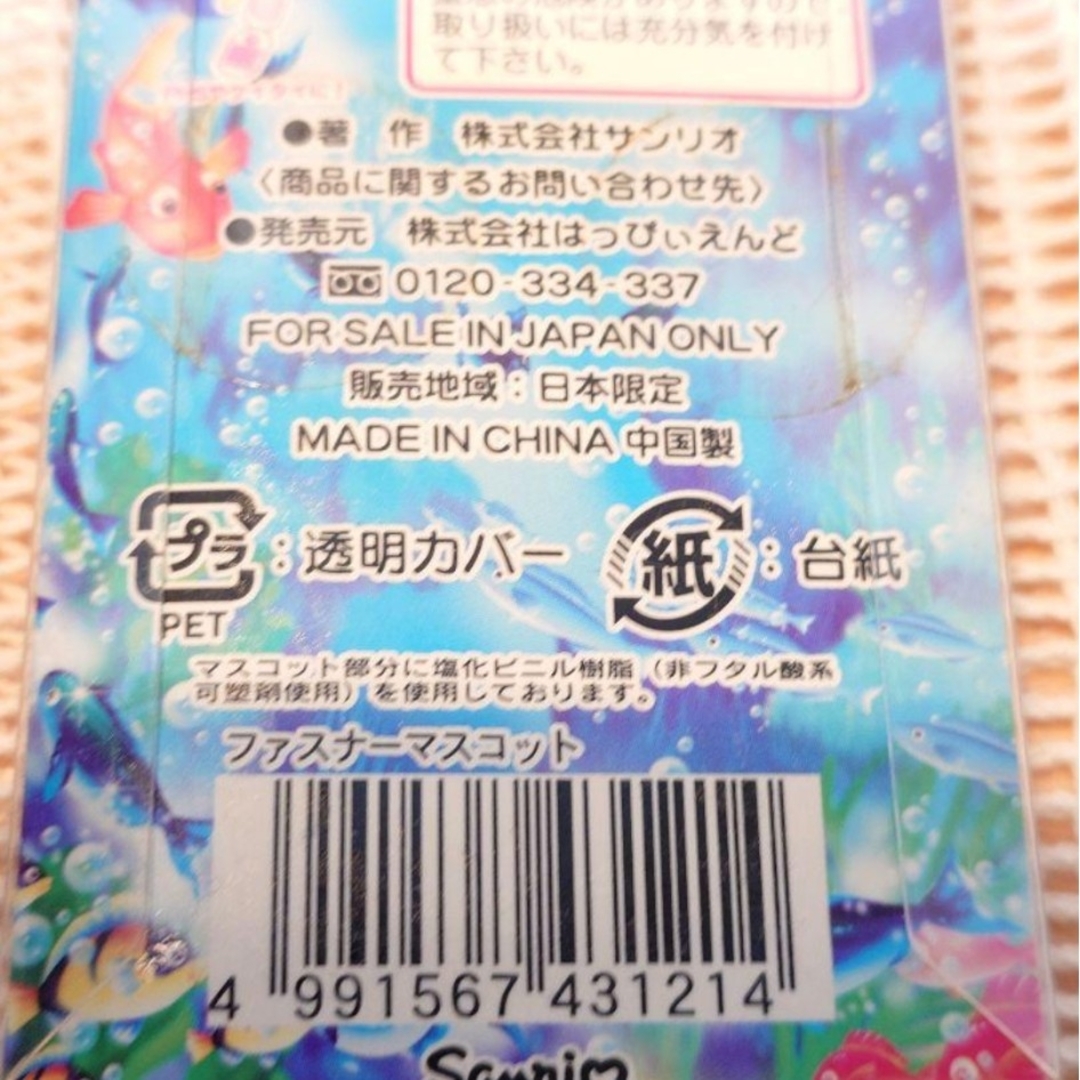 取り扱いには充分気を付け
て下さい。
●著　作　株式会社サンリオ
〈商品に関するお問い合わせ先〉
●発売元　株式会社はっぴぃえんど
0120-334-337
FOR SALE IN JAPAN ONLY
販売地域：日本限定
MADE IN CHINA 中国製
プラ：透明カバー　紙：台紙
PET
マスコット部分に塩化ビニル樹脂（非フタル酸系
可塑剤使用）を使用しております。
ファスナーマスコット
4 991567 431214
Sanrio